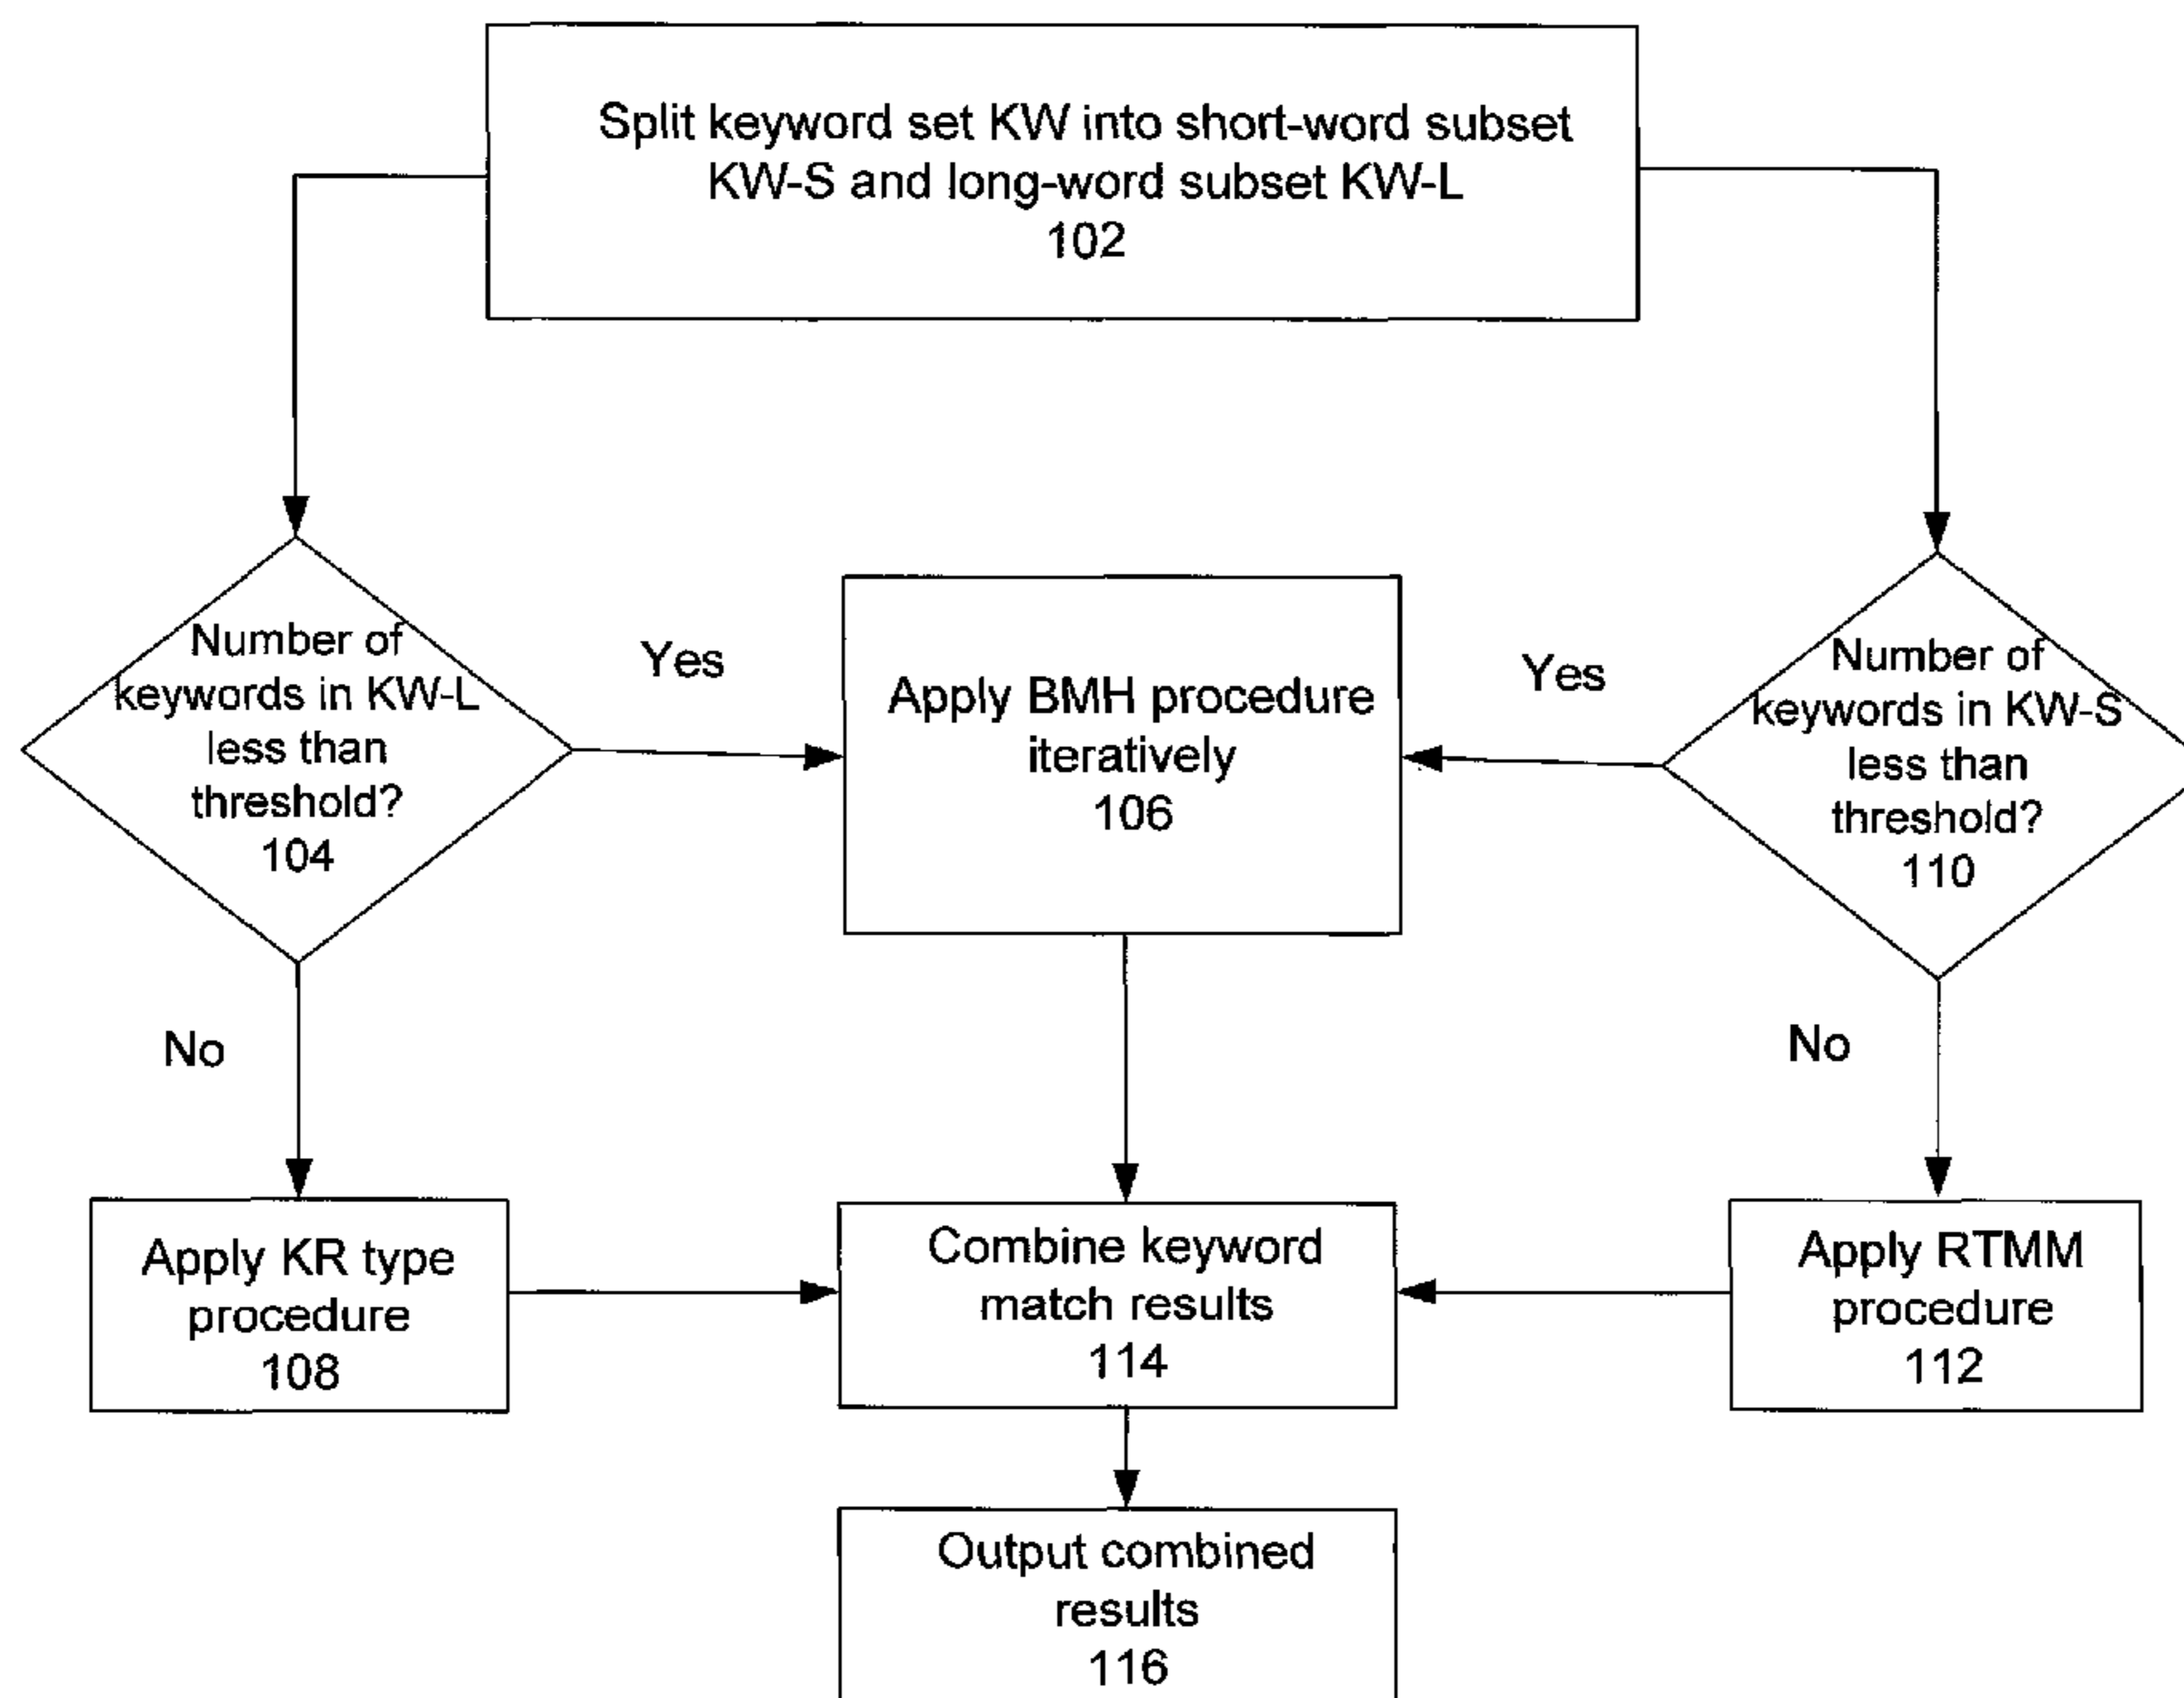 Split keyword set KW into short-word subset
KW-S and long-word subset KW-L
102
Number of
keywords in KW-L
less than
threshold?
104
Yes
Apply BMH procedure
iteratively
106
Yes
Number of
keywords in KW-S
less than
threshold?
110
No
No
Apply KR type
procedure
108
Combine keyword
match results
114
Apply RTMM
procedure
112
Output combined
results
116